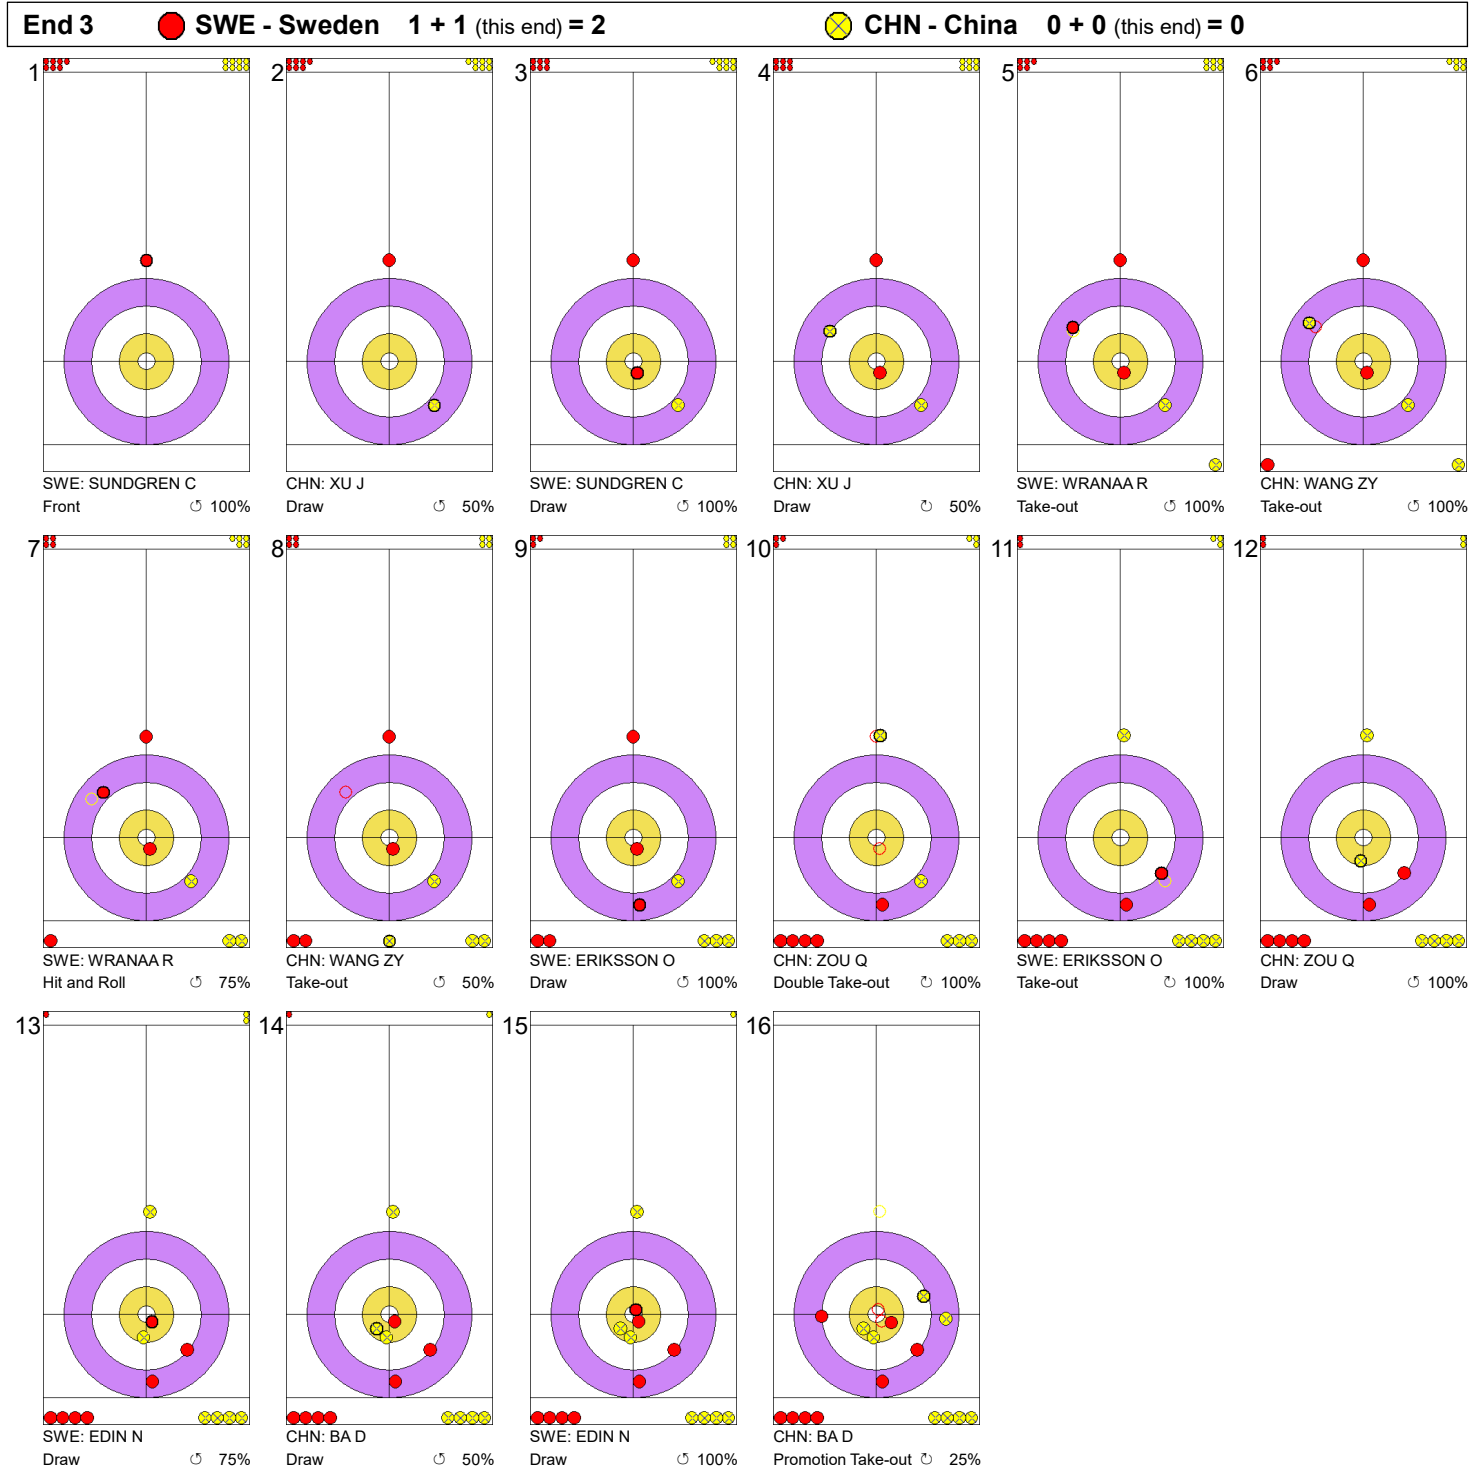 End 3 SWE - Sweden 1 + 1 (this end) = 2 CHN - China 0 + 0 (this end) = 0
1 2 3 4 5 6
SWE: SUNDGREN C CHN: XU J SWE: SUNDGREN C CHN: XU J SWE: WRANAA R CHN: WANG ZY
Front ↺ 100% Draw ↺ 50% Draw ↺ 100% Draw ↻ 50% Take-out ↺ 100% Take-out ↺ 100%
7 8 9 10 11 12
SWE: WRANAA R CHN: WANG ZY SWE: ERIKSSON O CHN: ZOU Q SWE: ERIKSSON O CHN: ZOU Q
Hit and Roll ↺ 75% Take-out ↺ 50% Draw ↺ 100% Double Take-out ↻ 100% Take-out ↻ 100% Draw ↻ 100%
13 14 15 16
SWE: EDIN N CHN: BA D SWE: EDIN N CHN: BA D
Draw ↺ 75% Draw ↺ 50% Draw ↺ 100% Promotion Take-out ↻ 25%